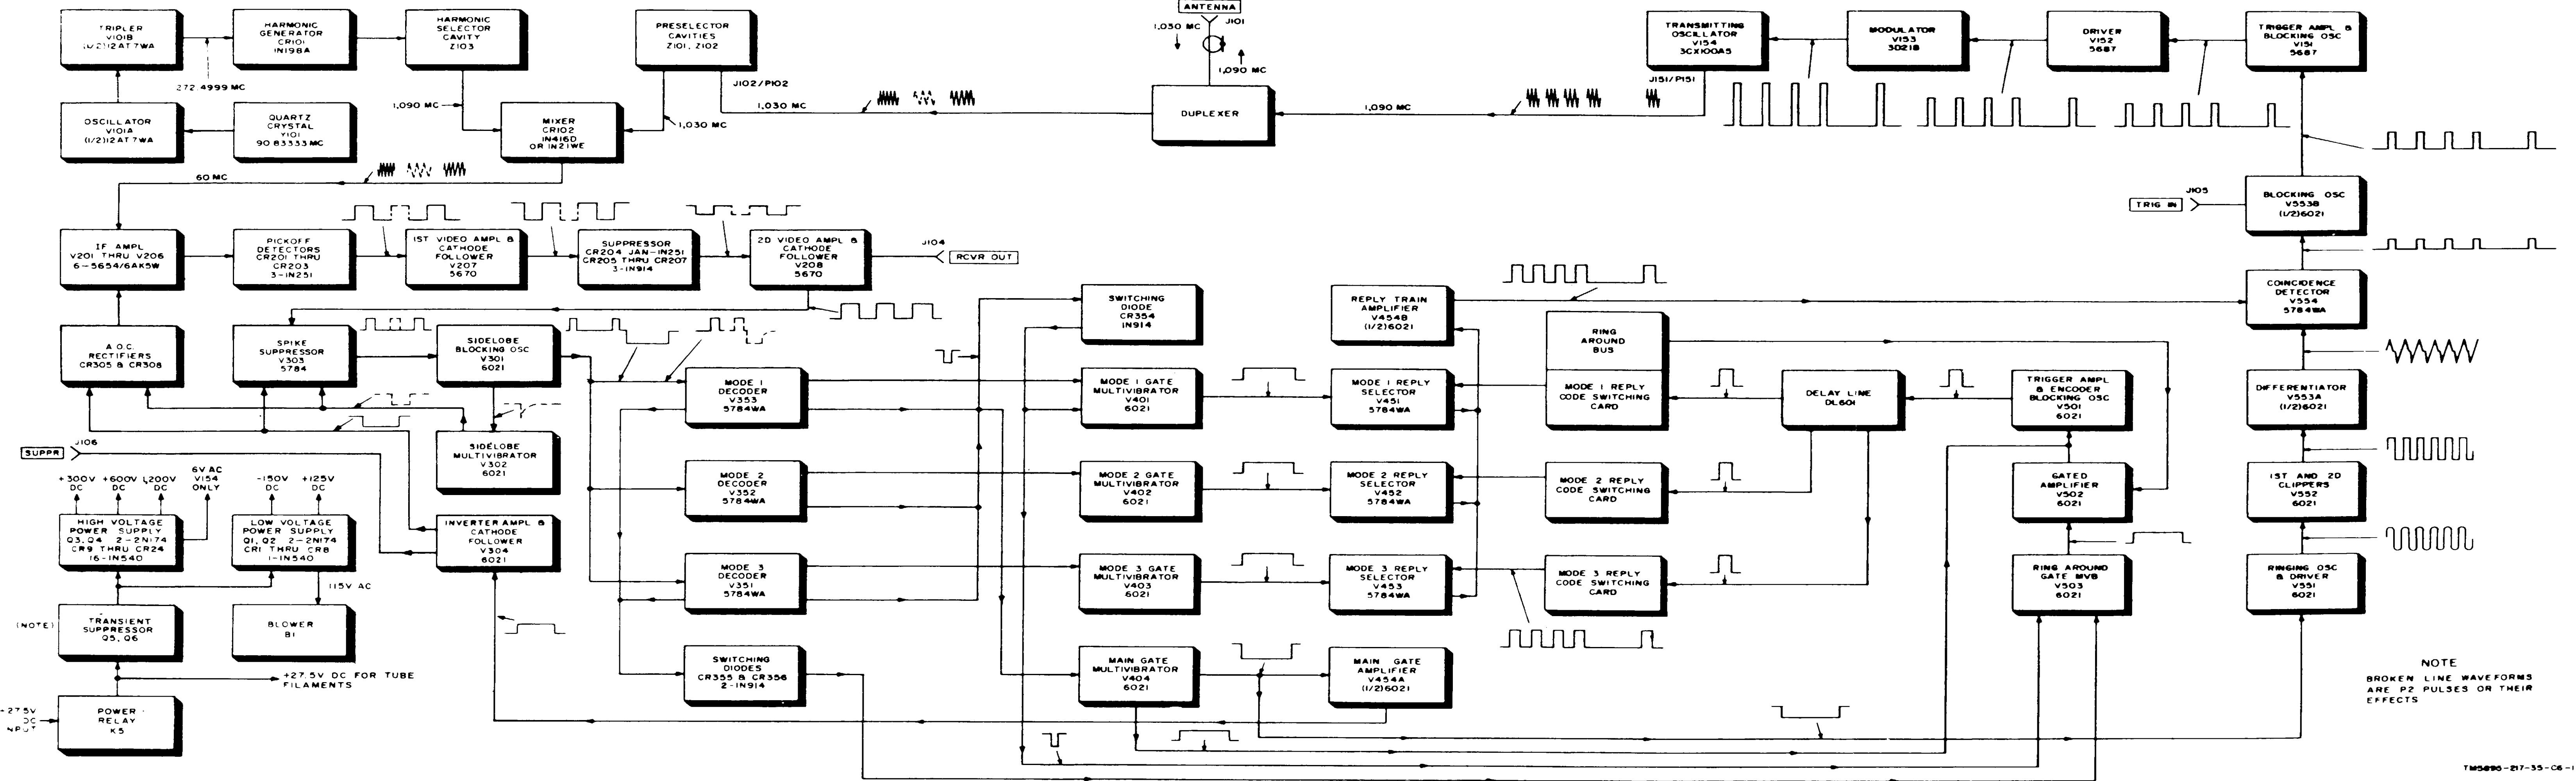 TRIPLER
V101B
(1/2)12AT7WA
HARMONIC
GENERATOR
CR101
IN198A
HARMONIC
SELECTOR
CAVITY
Z103
PRESELECTOR
CAVITIES
Z101, Z102
ANTENNA
J101
1,030 MC
1,090 MC
TRANSMITTING
OSCILLATOR
V154
3CX100A5
MODULATOR
V153
3D21B
DRIVER
V152
5687
TRIGGER AMPL &
BLOCKING OSC
V151
5687
272.4999 MC
J102/P102
J151/P151
OSCILLATOR
V101A
(1/2)12AT7WA
QUARTZ
CRYSTAL
Y101
90.83333 MC
1,090 MC
MIXER
CR102
IN416D
OR IN21WE
1,030 MC
1,030 MC
DUPLEXER
1,090 MC
60 MC
J105
TRIG IN
BLOCKING OSC
V553B
(1/2)6021
IF AMPL
V201 THRU V206
6-5654/6AK5W
PICKOFF
DETECTORS
CR201 THRU
CR203
3-IN251
1ST VIDEO AMPL &
CATHODE
FOLLOWER
V207
5670
SUPPRESSOR
CR204 JAN-IN251
CR205 THRU CR207
3-IN914
2D VIDEO AMPL &
CATHODE
FOLLOWER
V208
5670
J104
RCVR OUT
SWITCHING
DIODE
CR354
IN914
REPLY TRAIN
AMPLIFIER
V454B
(1/2)6021
COINCIDENCE
DETECTOR
V554
5784WA
A.O.C.
RECTIFIERS
CR305 & CR308
SPIKE
SUPPRESSOR
V303
5784
SIDELOBE
BLOCKING OSC
V301
6021
RING
AROUND
BUS
MODE 1
DECODER
V353
5784WA
MODE 1 GATE
MULTIVIBRATOR
V401
6021
MODE 1 REPLY
SELECTOR
V451
5784WA
MODE 1 REPLY
CODE SWITCHING
CARD
DELAY LINE
DL601
TRIGGER AMPL
& ENCODER
BLOCKING OSC
V501
6021
DIFFERENTIATOR
V553A
(1/2)6021
J106
SUPPR
SIDELOBE
MULTIVIBRATOR
V302
6021
MODE 2
DECODER
V352
5784WA
MODE 2 GATE
MULTIVIBRATOR
V402
6021
MODE 2 REPLY
SELECTOR
V452
5784WA
MODE 2 REPLY
CODE SWITCHING
CARD
GATED
AMPLIFIER
V502
6021
1ST AND 2D
CLIPPERS
V552
6021
+300V
DC
+600V
DC
1,200V
DC
6V AC
V154
ONLY
-150V
DC
+125V
DC
HIGH VOLTAGE
POWER SUPPLY
Q3, Q4 2-2N174
CR9 THRU CR24
16-IN540
LOW VOLTAGE
POWER SUPPLY
Q1, Q2 2-2N174
CR1 THRU CR8
1-IN540
INVERTER AMPL &
CATHODE
FOLLOWER
V304
6021
MODE 3
DECODER
V351
5784WA
MODE 3 GATE
MULTIVIBRATOR
V403
6021
MODE 3 REPLY
SELECTOR
V453
5784WA
MODE 3 REPLY
CODE SWITCHING
CARD
RING AROUND
GATE MVB
V503
6021
RINGING OSC
& DRIVER
V551
6021
115V AC
(NOTE)
TRANSIENT
SUPPRESSOR
Q5, Q6
BLOWER
B1
SWITCHING
DIODES
CR355 & CR356
2-IN914
MAIN GATE
MULTIVIBRATOR
V404
6021
MAIN GATE
AMPLIFIER
V454A
(1/2)6021
+27.5V DC FOR TUBE
FILAMENTS
+27.5V
DC
POWER
RELAY
K5
NOTE
BROKEN LINE WAVEFORMS
ARE P2 PULSES OR THEIR
EFFECTS
TM5895-217-35-C6-1